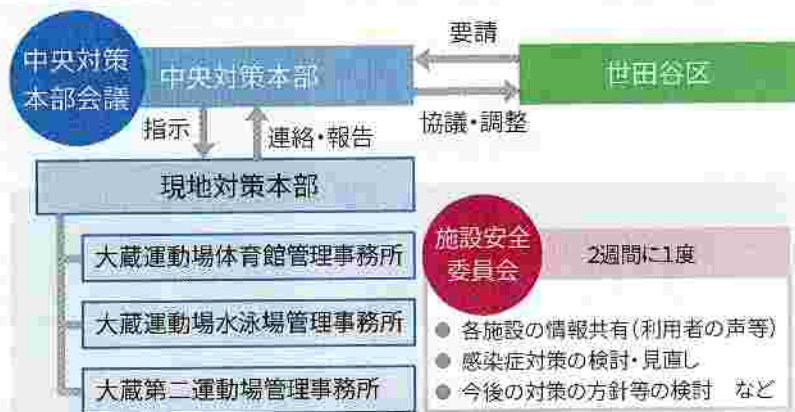 中央対策
本部会議
中央対策本部
要請
世田谷区
協議・調整
指示
連絡・報告
現地対策本部
大蔵運動場体育館管理事務所
大蔵運動場水泳場管理事務所
大蔵第二運動場管理事務所
施設安全
委員会
2週間に1度
● 各施設の情報共有(利用者の声等)
● 感染症対策の検討・見直し
● 今後の対策の方針等の検討 など